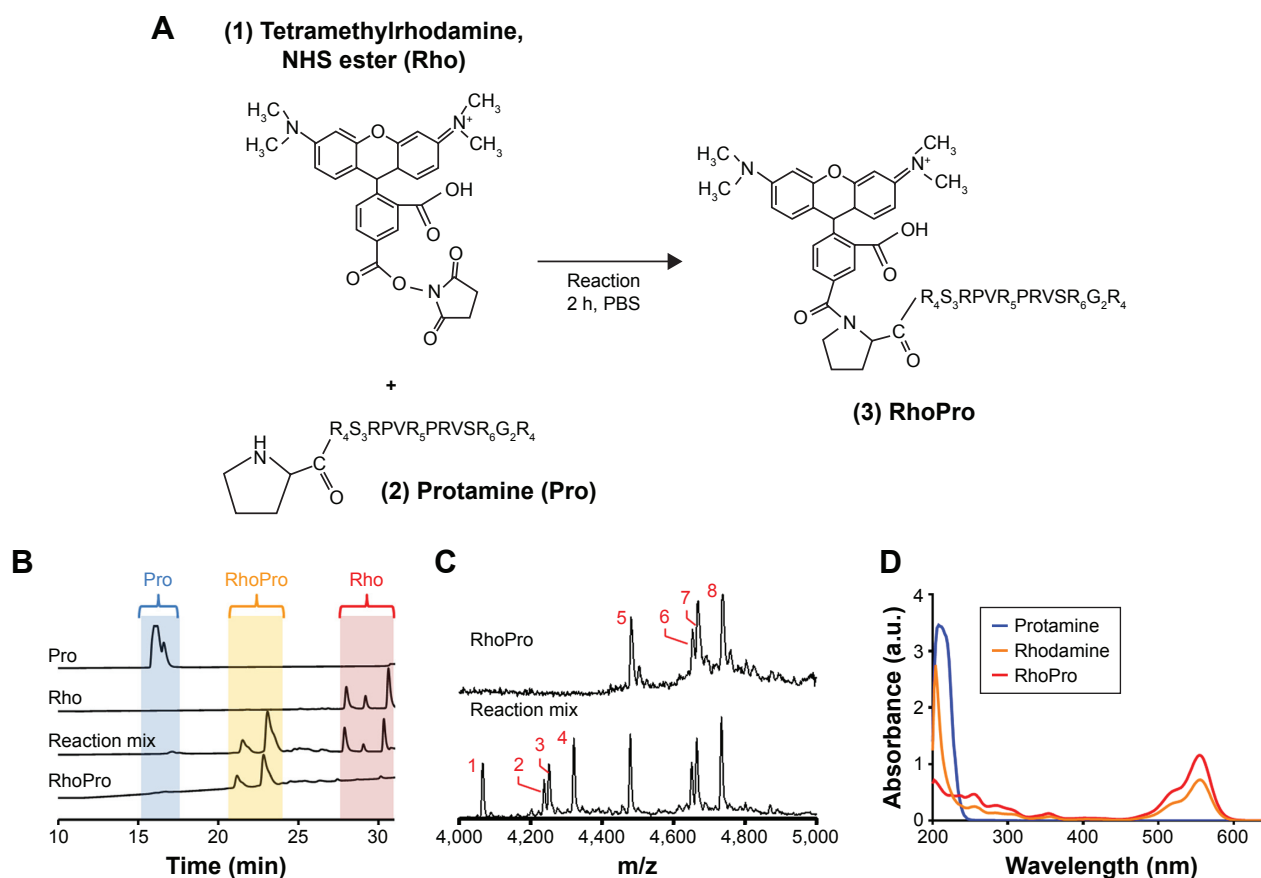 A
(1) Tetramethylrhodamine,
NHS ester (Rho)
H₃C
N
H₃C
O
CH₃
N⁺
CH₃
OH
O
O
O
N
O
O
+
H
N
C
O
R₄S₃RPVR₅PRVSR₆G₂R₄
(2) Protamine (Pro)
Reaction
2 h, PBS
H₃C
N
H₃C
O
CH₃
N⁺
CH₃
OH
O
O
N
C
O
R₄S₃RPVR₅PRVSR₆G₂R₄
(3) RhoPro
B
Pro
RhoPro
Rho
Pro
Rho
Reaction mix
RhoPro
10 15 20 25 30
Time (min)
C
RhoPro
5
6
7
8
Reaction mix
1
2
3
4
4,000 4,200 4,400 4,600 4,800 5,000
m/z
D
Absorbance (a.u.)
4
3
2
1
0
Protamine
Rhodamine
RhoPro
200 300 400 500 600
Wavelength (nm)